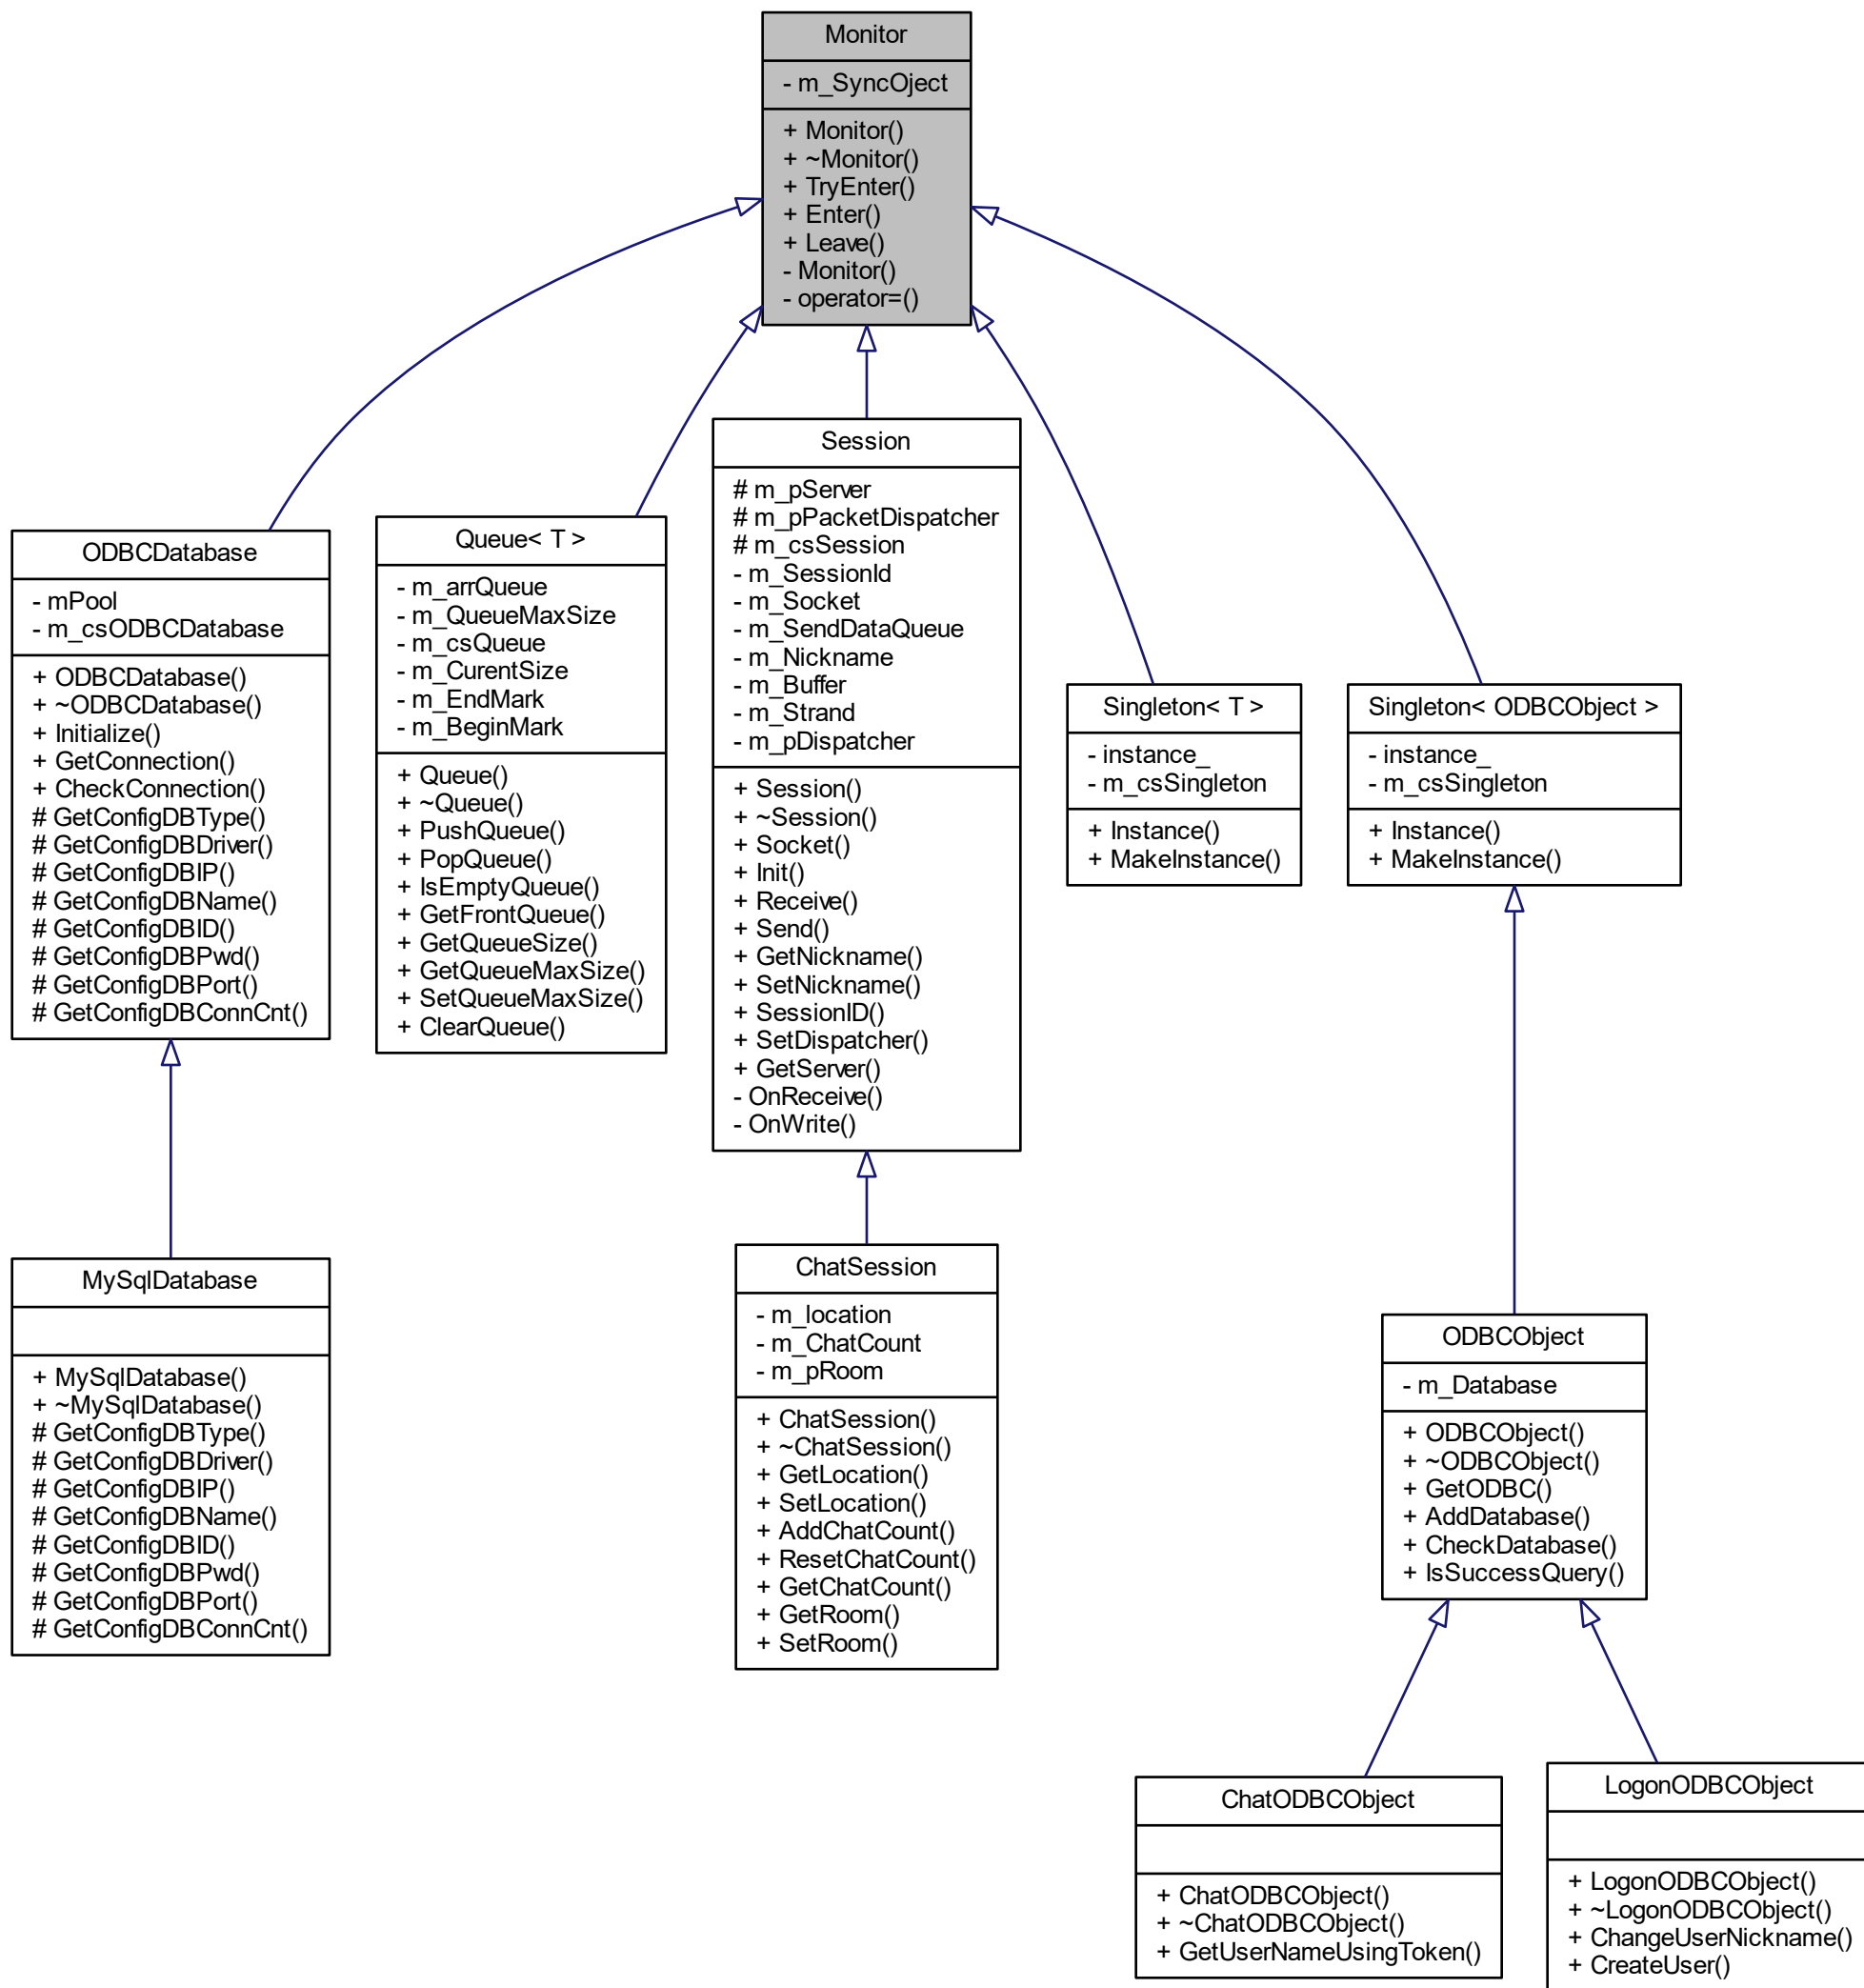 Monitor
- m_SyncOject
+ Monitor()
+ ~Monitor()
+ TryEnter()
+ Enter()
+ Leave()
- Monitor()
- operator=()
ODBCDatabase
- mPool
- m_csODBCDatabase
+ ODBCDatabase()
+ ~ODBCDatabase()
+ Initialize()
+ GetConnection()
+ CheckConnection()
# GetConfigDBType()
# GetConfigDBDriver()
# GetConfigDBIP()
# GetConfigDBName()
# GetConfigDBID()
# GetConfigDBPwd()
# GetConfigDBPort()
# GetConfigDBConnCnt()
Queue< T >
- m_arrQueue
- m_QueueMaxSize
- m_csQueue
- m_CurentSize
- m_EndMark
- m_BeginMark
+ Queue()
+ ~Queue()
+ PushQueue()
+ PopQueue()
+ IsEmptyQueue()
+ GetFrontQueue()
+ GetQueueSize()
+ GetQueueMaxSize()
+ SetQueueMaxSize()
+ ClearQueue()
Session
# m_pServer
# m_pPacketDispatcher
# m_csSession
- m_SessionId
- m_Socket
- m_SendDataQueue
- m_Nickname
- m_Buffer
- m_Strand
- m_pDispatcher
+ Session()
+ ~Session()
+ Socket()
+ Init()
+ Receive()
+ Send()
+ GetNickname()
+ SetNickname()
+ SessionID()
+ SetDispatcher()
+ GetServer()
- OnReceive()
- OnWrite()
Singleton< T >
- instance_
- m_csSingleton
+ Instance()
+ MakeInstance()
Singleton< ODBCObject >
- instance_
- m_csSingleton
+ Instance()
+ MakeInstance()
MySqlDatabase
+ MySqlDatabase()
+ ~MySqlDatabase()
# GetConfigDBType()
# GetConfigDBDriver()
# GetConfigDBIP()
# GetConfigDBName()
# GetConfigDBID()
# GetConfigDBPwd()
# GetConfigDBPort()
# GetConfigDBConnCnt()
ChatSession
- m_location
- m_ChatCount
- m_pRoom
+ ChatSession()
+ ~ChatSession()
+ GetLocation()
+ SetLocation()
+ AddChatCount()
+ ResetChatCount()
+ GetChatCount()
+ GetRoom()
+ SetRoom()
ODBCObject
- m_Database
+ ODBCObject()
+ ~ODBCObject()
+ GetODBC()
+ AddDatabase()
+ CheckDatabase()
+ IsSuccessQuery()
ChatODBCObject
+ ChatODBCObject()
+ ~ChatODBCObject()
+ GetUserNameUsingToken()
LogonODBCObject
+ LogonODBCObject()
+ ~LogonODBCObject()
+ ChangeUserNickname()
+ CreateUser()